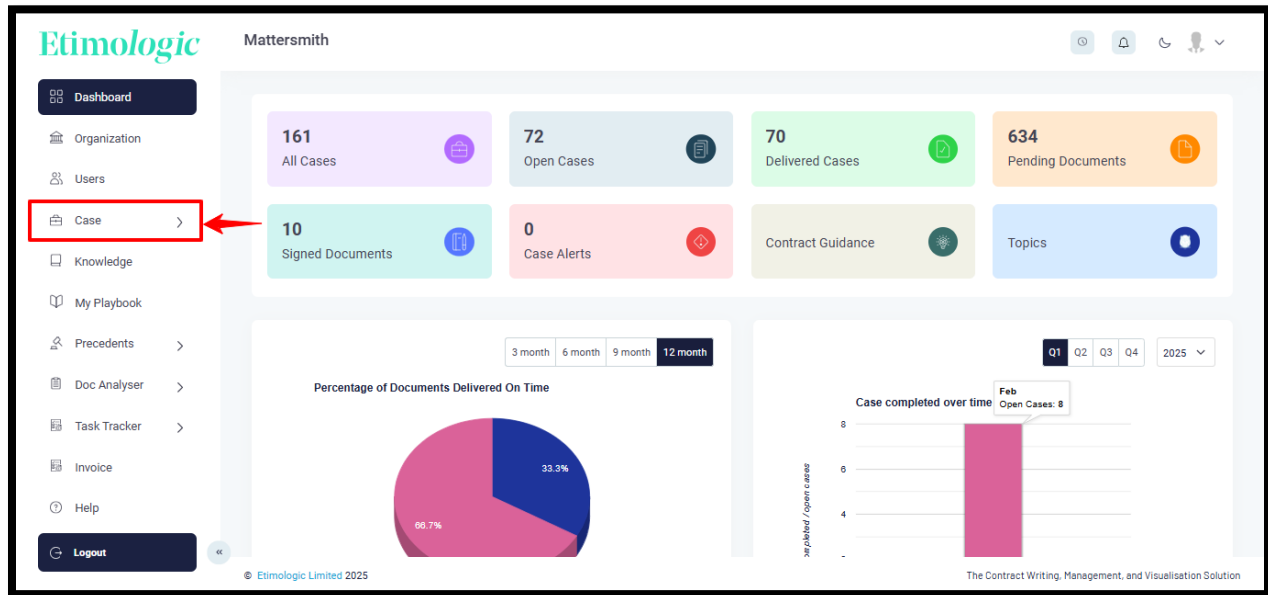 Etimologic
Mattersmith
Dashboard
Organization
Users
Case
Knowledge
My Playbook
Precedents
Doc Analyser
Task Tracker
Invoice
Help
Logout
161
All Cases
72
Open Cases
70
Delivered Cases
634
Pending Documents
10
Signed Documents
0
Case Alerts
Contract Guidance
Topics
3 month 6 month 9 month 12 month
Percentage of Documents Delivered On Time
33.3%
66.7%
Q1 Q2 Q3 Q4 2025
Case completed over time
Feb
Open Cases: 8
8
6
4
/ open cases
© Etimologic Limited 2025
The Contract Writing, Management, and Visualisation Solution